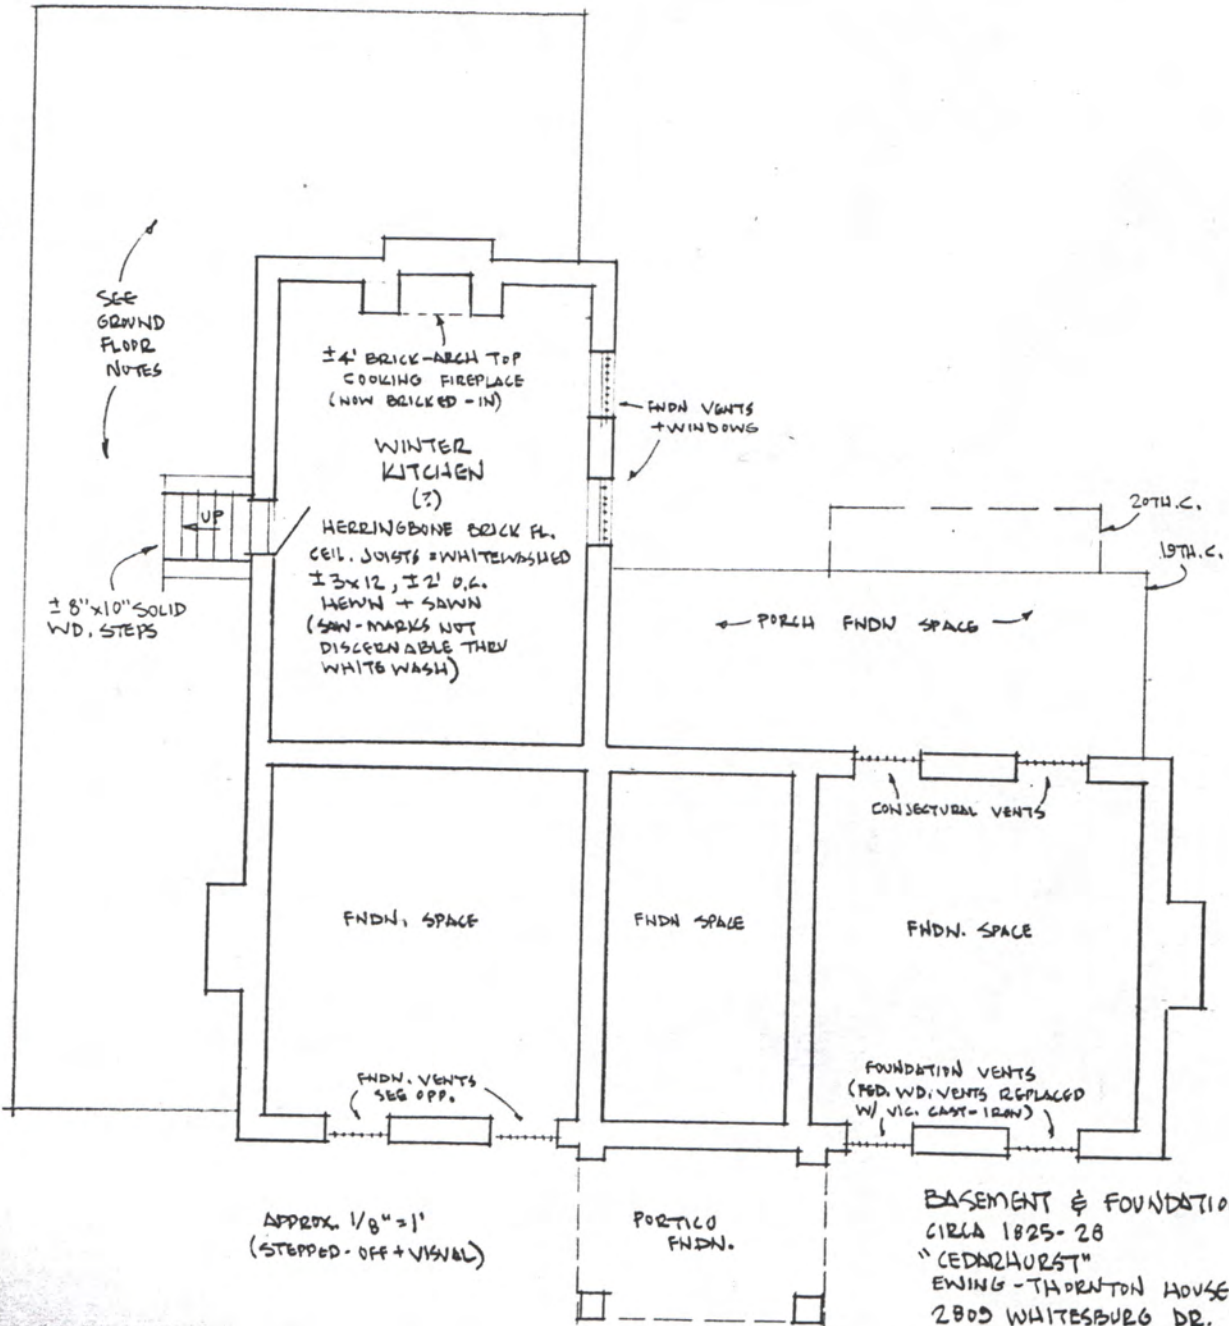 SEE
GROUND
FLOOR
NOTES
±4' BRICK-ARCH TOP
COOKING FIREPLACE
(NOW BRICKED-IN)
FNDN VENTS
+ WINDOWS
WINTER
KITCHEN
(?)
UP
HERRINGBONE BRICK FL.
CEIL. JOISTS = WHITEWASHED
±3x12, ±2' O.C.
HEWN + SAWN
(SAW-MARKS NOT
DISCERNABLE THRU
WHITEWASH)
±8"x10" SOLID
WD. STEPS
20TH.C.
19TH.C.
PORCH FNDN SPACE
CONJECTURAL VENTS
FNDN. SPACE
FNDN SPACE
FNDN. SPACE
FNDN. VENTS
SEE OPP.
FOUNDATION VENTS
(FED. WD. VENTS REPLACED
W/ VIC. CAST-IRON)
APPROX. 1/8" = 1'
(STEPPED-OFF + VISUAL)
PORTICO
FNDN.
BASEMENT & FOUNDATIO
CIRCA 1825-28
"CEDARHURST"
EWING-THORNTON HOUSE
2809 WHITESBURG DR.